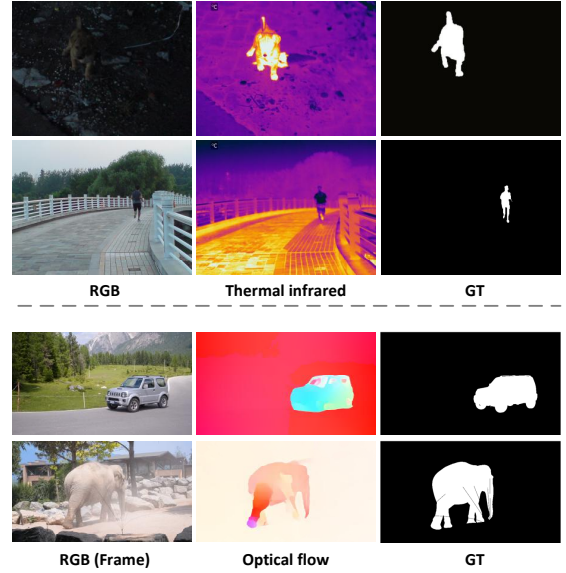 °C
°C
RGB Thermal infrared GT
RGB (Frame) Optical flow GT